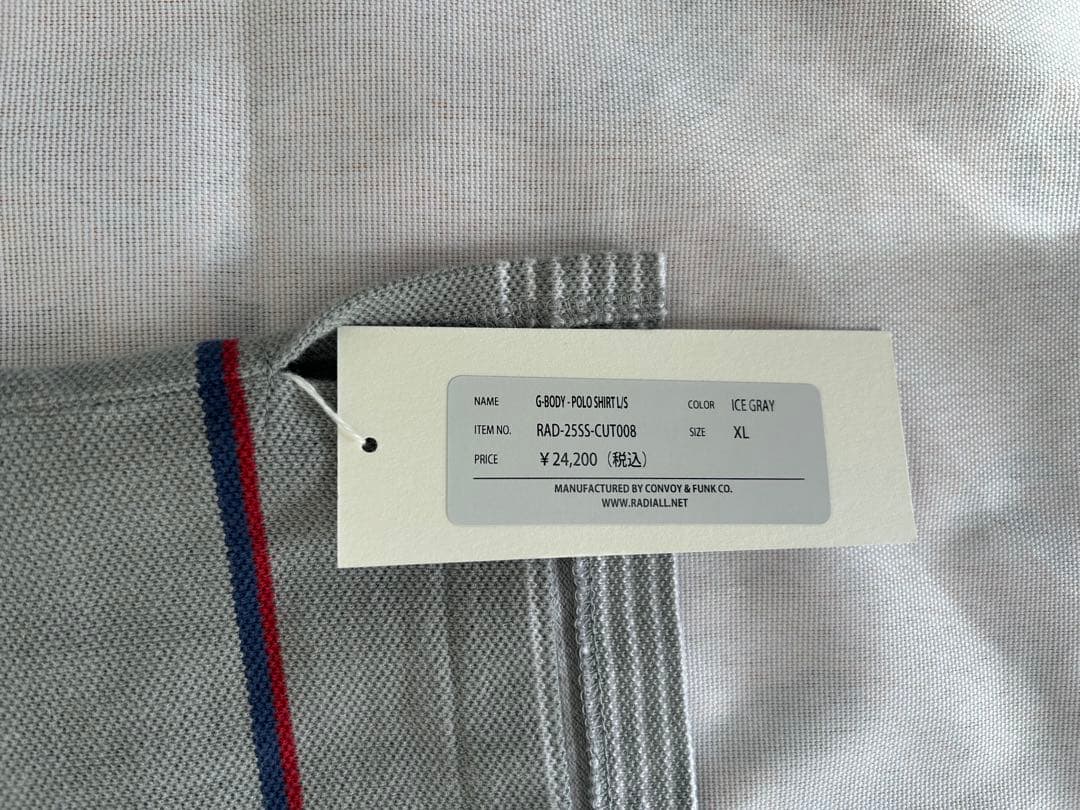 NAME G-BODY - POLO SHIRT L/S COLOR ICE GRAY
ITEM NO. RAD-25SS-CUT008 SIZE XL
PRICE ¥24,200（税込）
MANUFACTURED BY CONVOY & FUNK CO.
WWW.RADIALL.NET